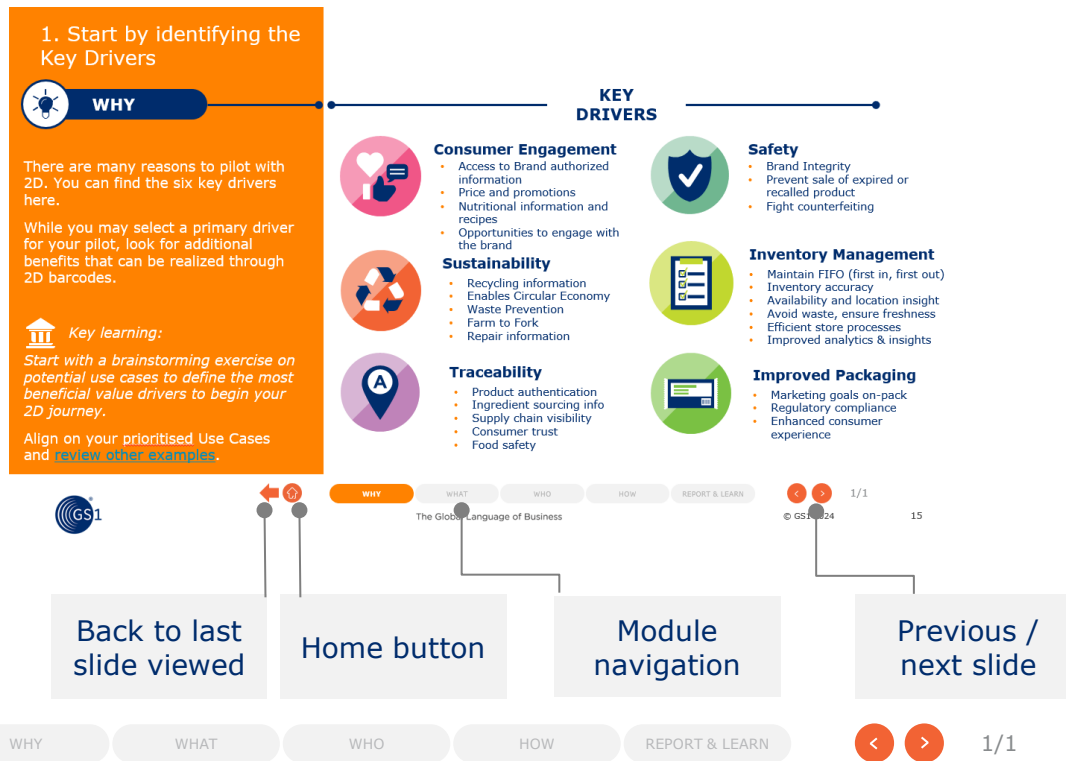 1. Start by identifying the
Key Drivers
WHY
There are many reasons to pilot with
2D. You can find the six key drivers
here.
While you may select a primary driver
for your pilot, look for additional
benefits that can be realized through
2D barcodes.
Key learning:
Start with a brainstorming exercise on
potential use cases to define the most
beneficial value drivers to begin your
2D journey.
Align on your prioritised Use Cases
and review other examples.
KEY
DRIVERS
Consumer Engagement
• Access to Brand authorized
information
• Price and promotions
• Nutritional information and
recipes
• Opportunities to engage with
the brand
Sustainability
• Recycling information
• Enables Circular Economy
• Waste Prevention
• Farm to Fork
• Repair information
A
Traceability
• Product authentication
• Ingredient sourcing info
• Supply chain visibility
• Consumer trust
• Food safety
Safety
• Brand Integrity
• Prevent sale of expired or
recalled product
• Fight counterfeiting
Inventory Management
• Maintain FIFO (first in, first out)
• Inventory accuracy
• Availability and location insight
• Avoid waste, ensure freshness
• Efficient store processes
• Improved analytics & insights
Improved Packaging
• Marketing goals on-pack
• Regulatory compliance
• Enhanced consumer
experience
WHY WHAT WHO HOW REPORT & LEARN < > 1/1
GS1
The Global Language of Business
© GS1 2024 15
Back to last
slide viewed
Home button
Module
navigation
Previous /
next slide
WHY WHAT WHO HOW REPORT & LEARN < > 1/1